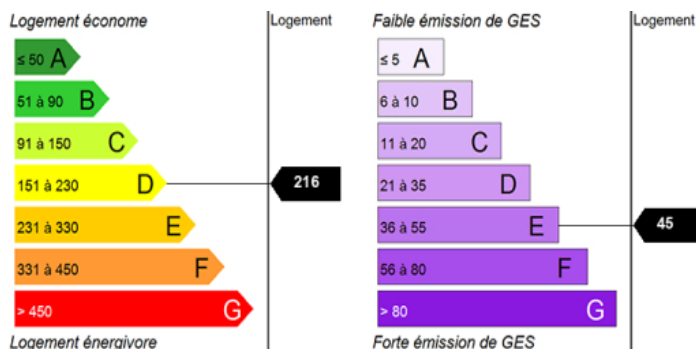 Logement économe
Logement
≤ 50 A
51 à 90 B
91 à 150 C
151 à 230 D
216
231 à 330 E
331 à 450 F
> 450 G
Logement énergivore
Faible émission de GES
Logement
≤ 5 A
6 à 10 B
11 à 20 C
21 à 35 D
36 à 55 E
45
56 à 80 F
> 80 G
Forte émission de GES